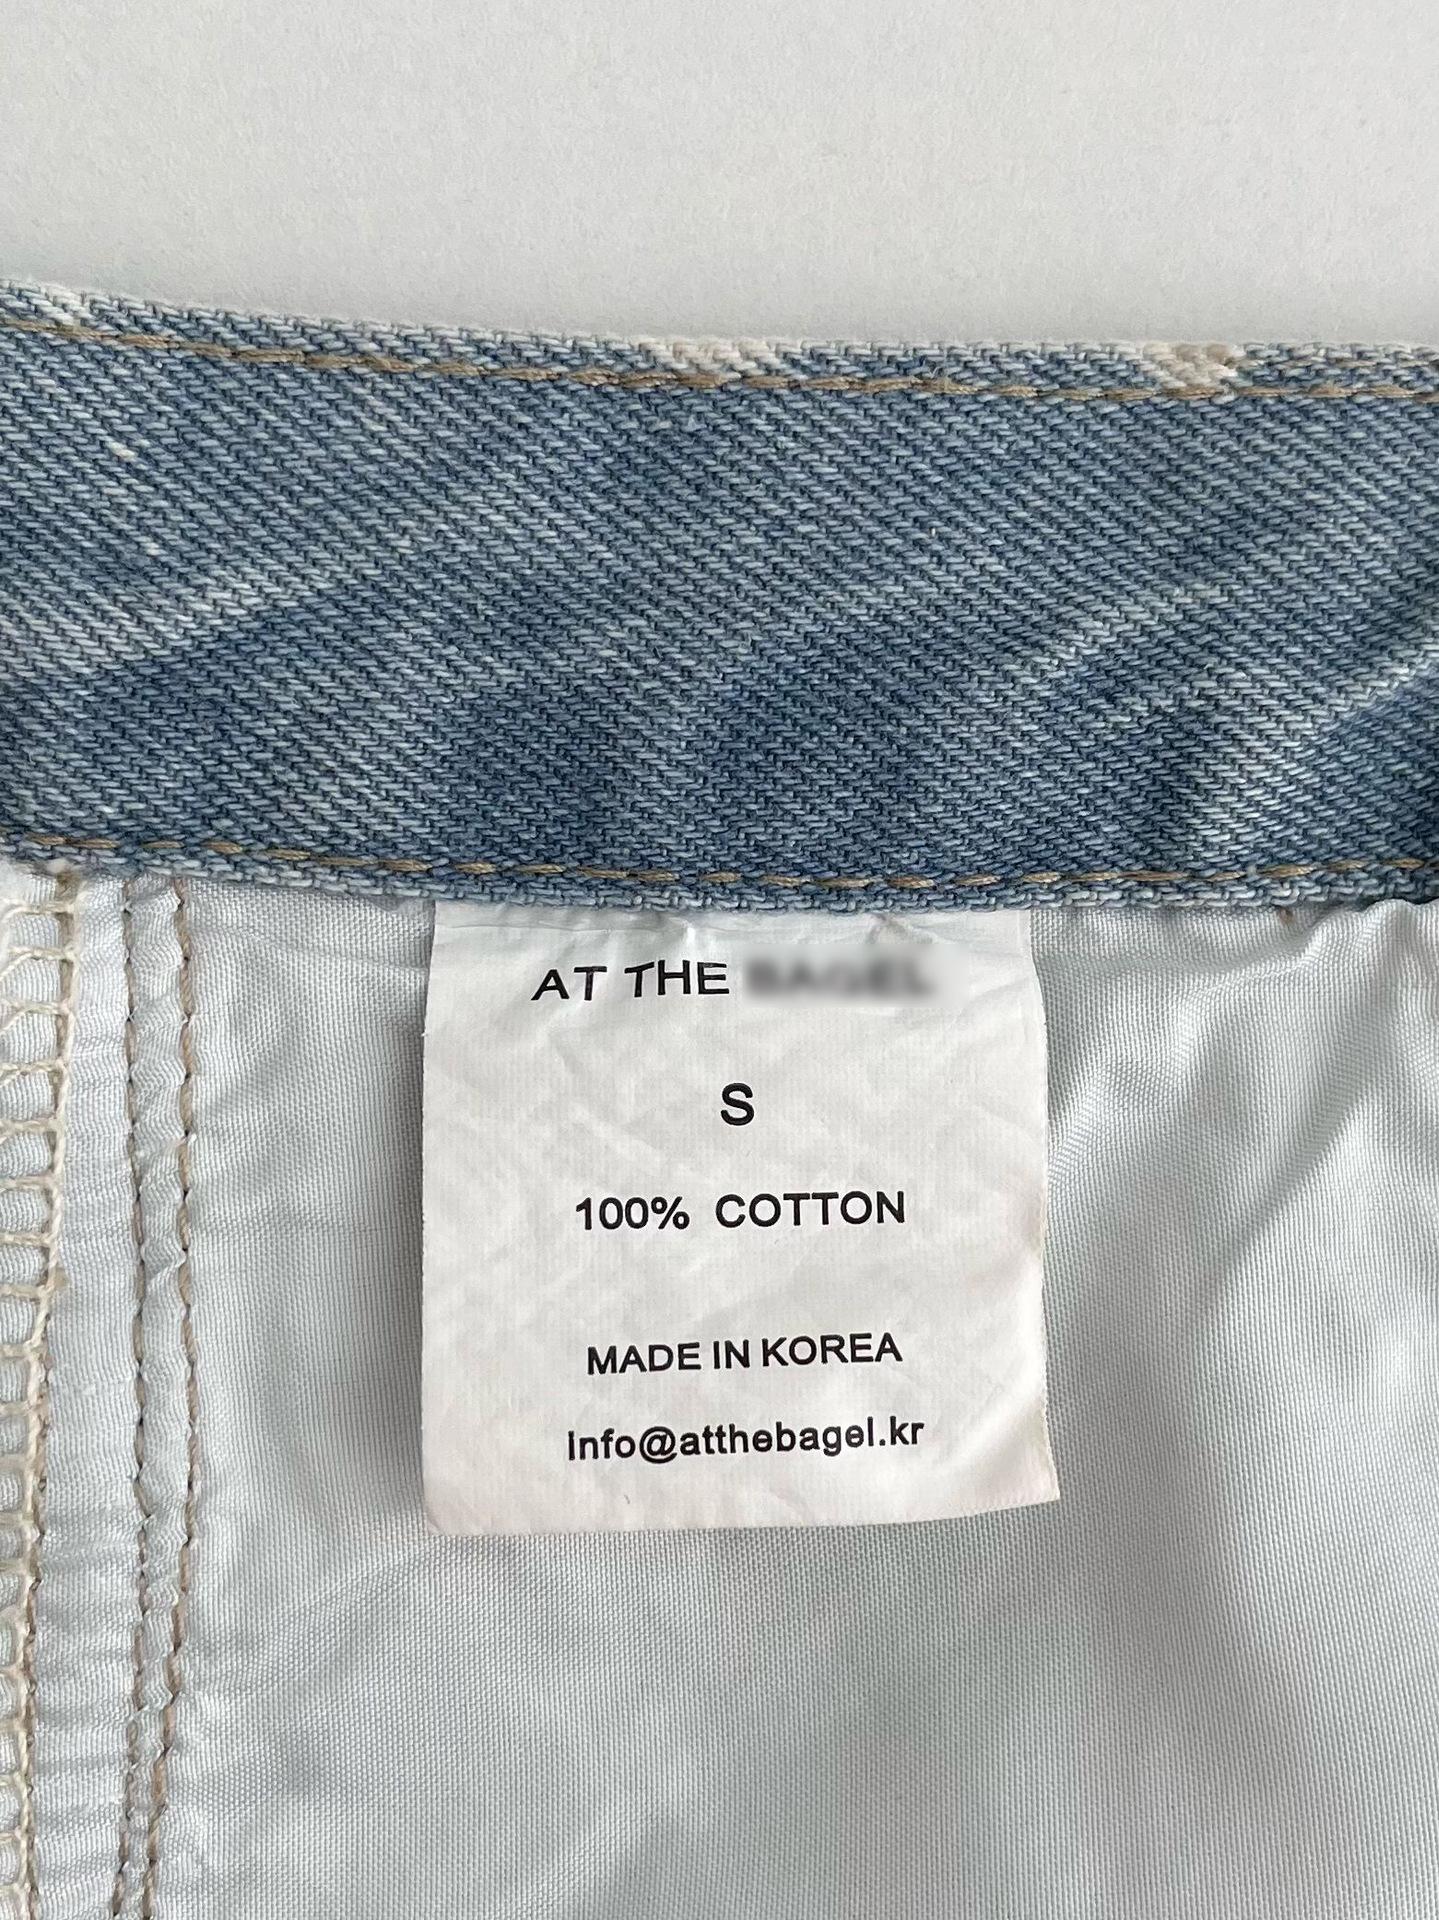 AT THE
S
100% COTTON
MADE IN KOREA
info@atthebagel.kr